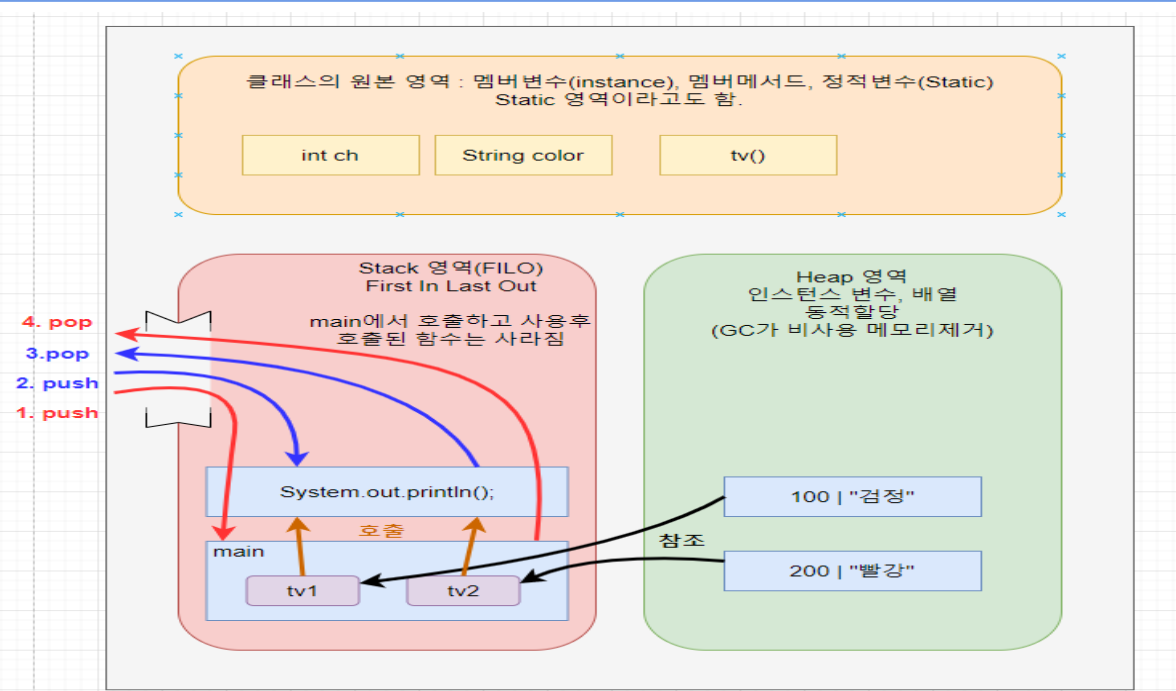 클래스의 원본 영역 : 멤버변수(instance), 멤버메서드, 정적변수(Static)
Static 영역이라고도 함.
int ch
String color
tv()
Stack 영역(FILO)
First In Last Out
main에서 호출하고 사용후
호출된 함수는 사라짐
4. pop
3.pop
2. push
1. push
System.out.println();
호출
main
tv1
tv2
Heap 영역
인스턴스 변수, 배열
동적할당
(GC가 비사용 메모리제거)
100 | "검정"
참조
200 | "빨강"